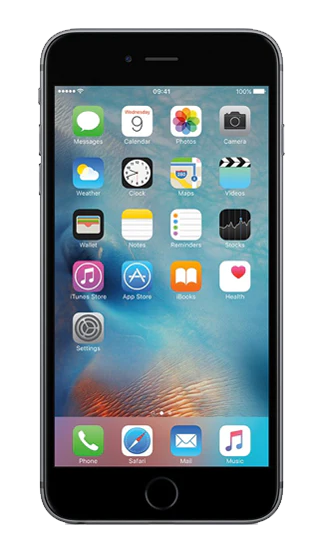 09:41
100%
Wednesday
9
Messages
Calendar
Photos
Camera
Weather
Clock
Maps
Videos
Wallet
Notes
Reminders
Stocks
iTunes Store
App Store
iBooks
Health
Settings
Phone
Safari
Mail
Music